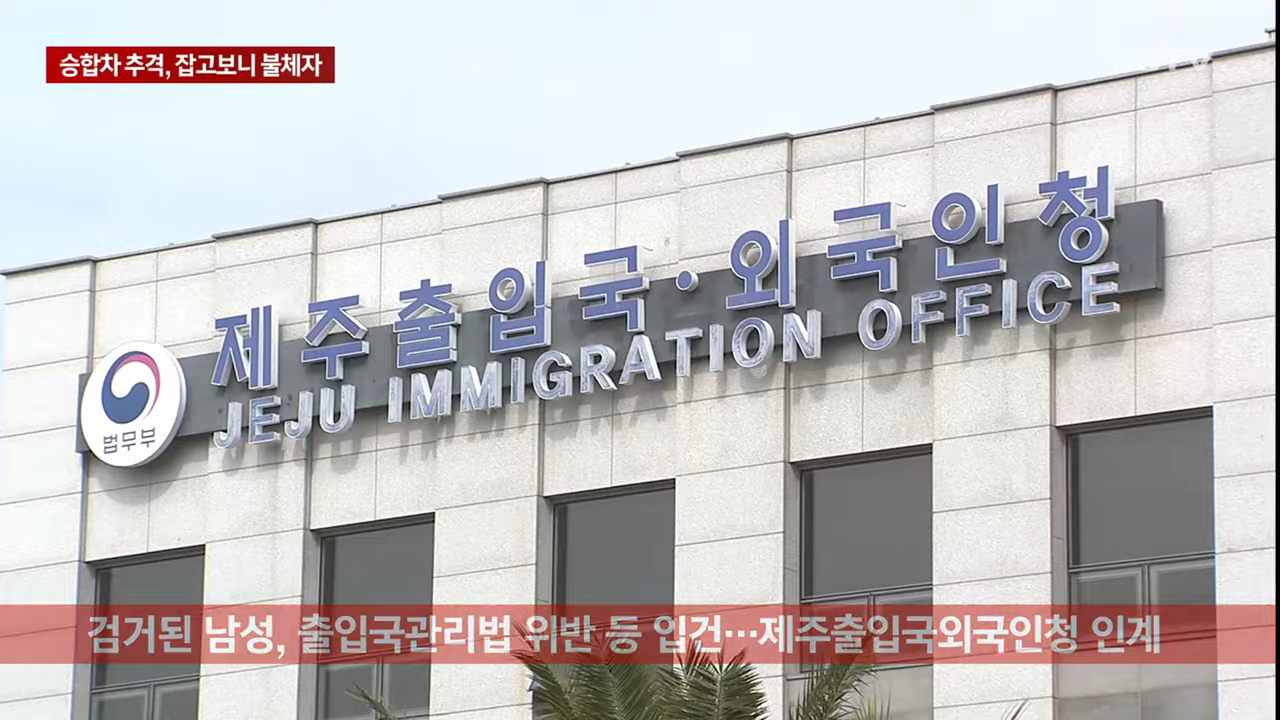 승합차 추격, 잡고보니 불체자
제주출입국·외국인청
JEJU IMMIGRATION OFFICE
법무부
검거된 남성, 출입국관리법 위반 등 입건…제주출입국외국인청 인계